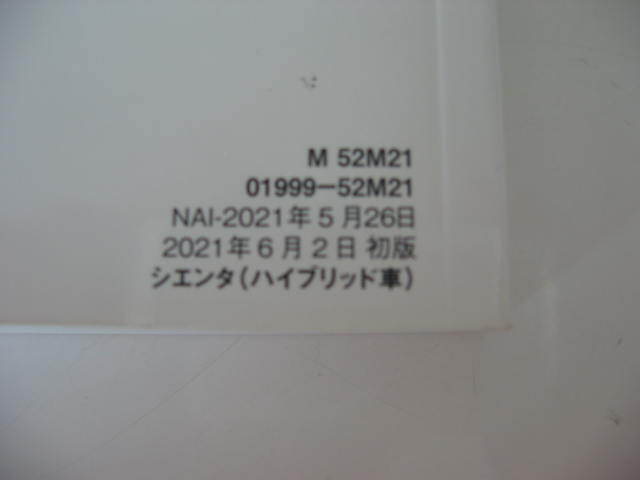 M 52M21
01999−52M21
NAI-2021年5月26日
2021年6月2日 初版
シエンタ(ハイブリッド車)